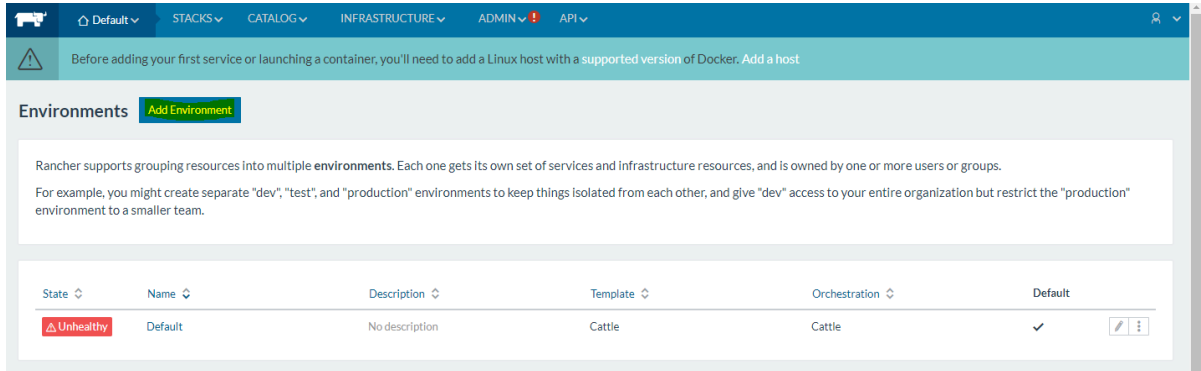 Default STACKS CATALOG INFRASTRUCTURE ADMIN API
Before adding your first service or launching a container, you'll need to add a Linux host with a supported version of Docker. Add a host
Environments Add Environment
Rancher supports grouping resources into multiple environments. Each one gets its own set of services and infrastructure resources, and is owned by one or more users or groups.
For example, you might create separate "dev", "test", and "production" environments to keep things isolated from each other, and give "dev" access to your entire organization but restrict the "production"
environment to a smaller team.
State Name Description Template Orchestration Default
Unhealthy Default No description Cattle Cattle